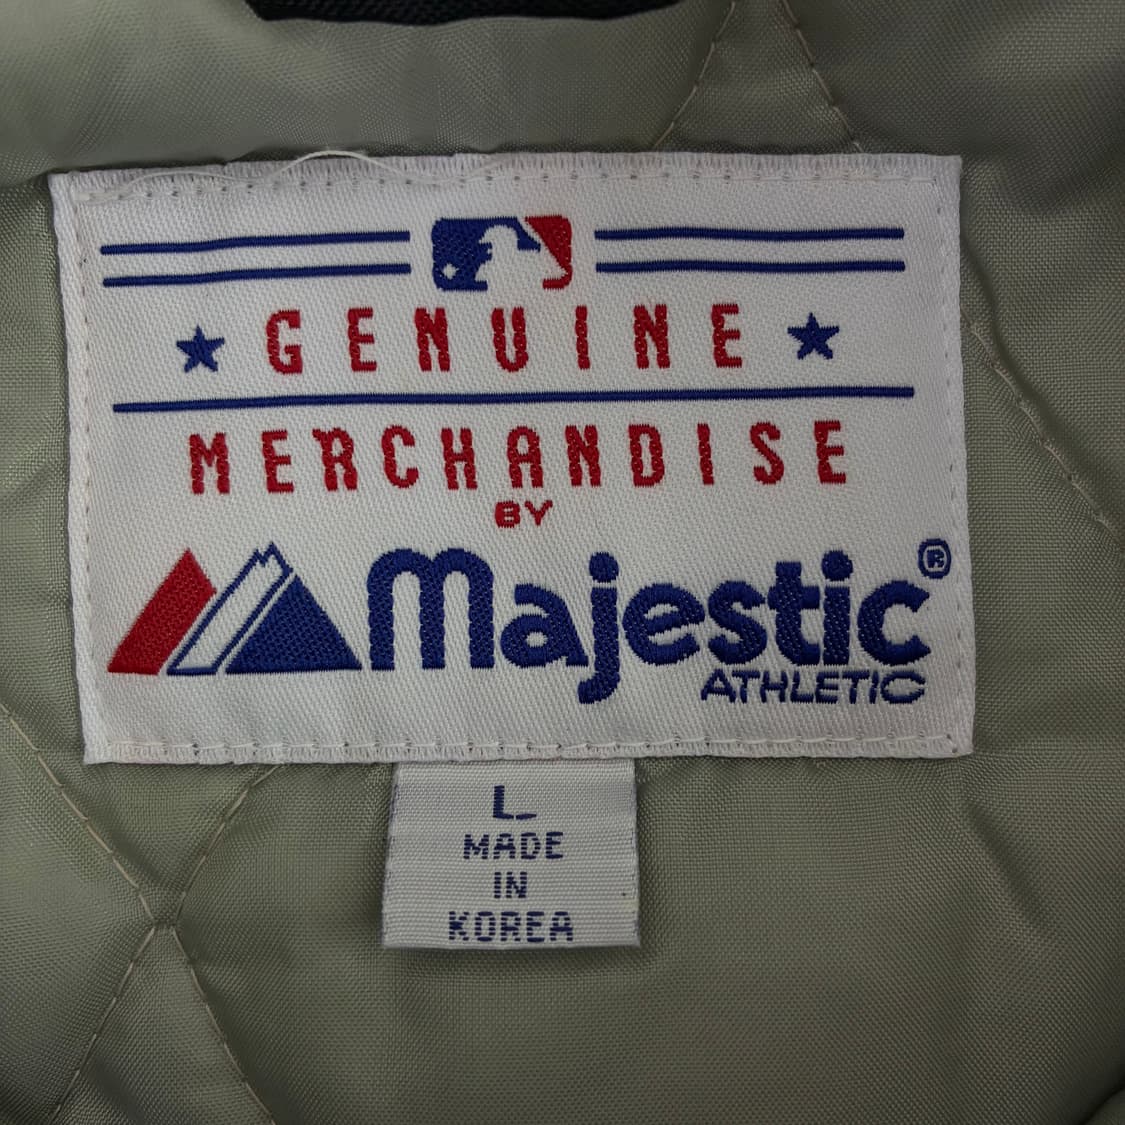 GENUINE
MERCHANDISE
BY
Majestic®
ATHLETIC
L
MADE
IN
KOREA